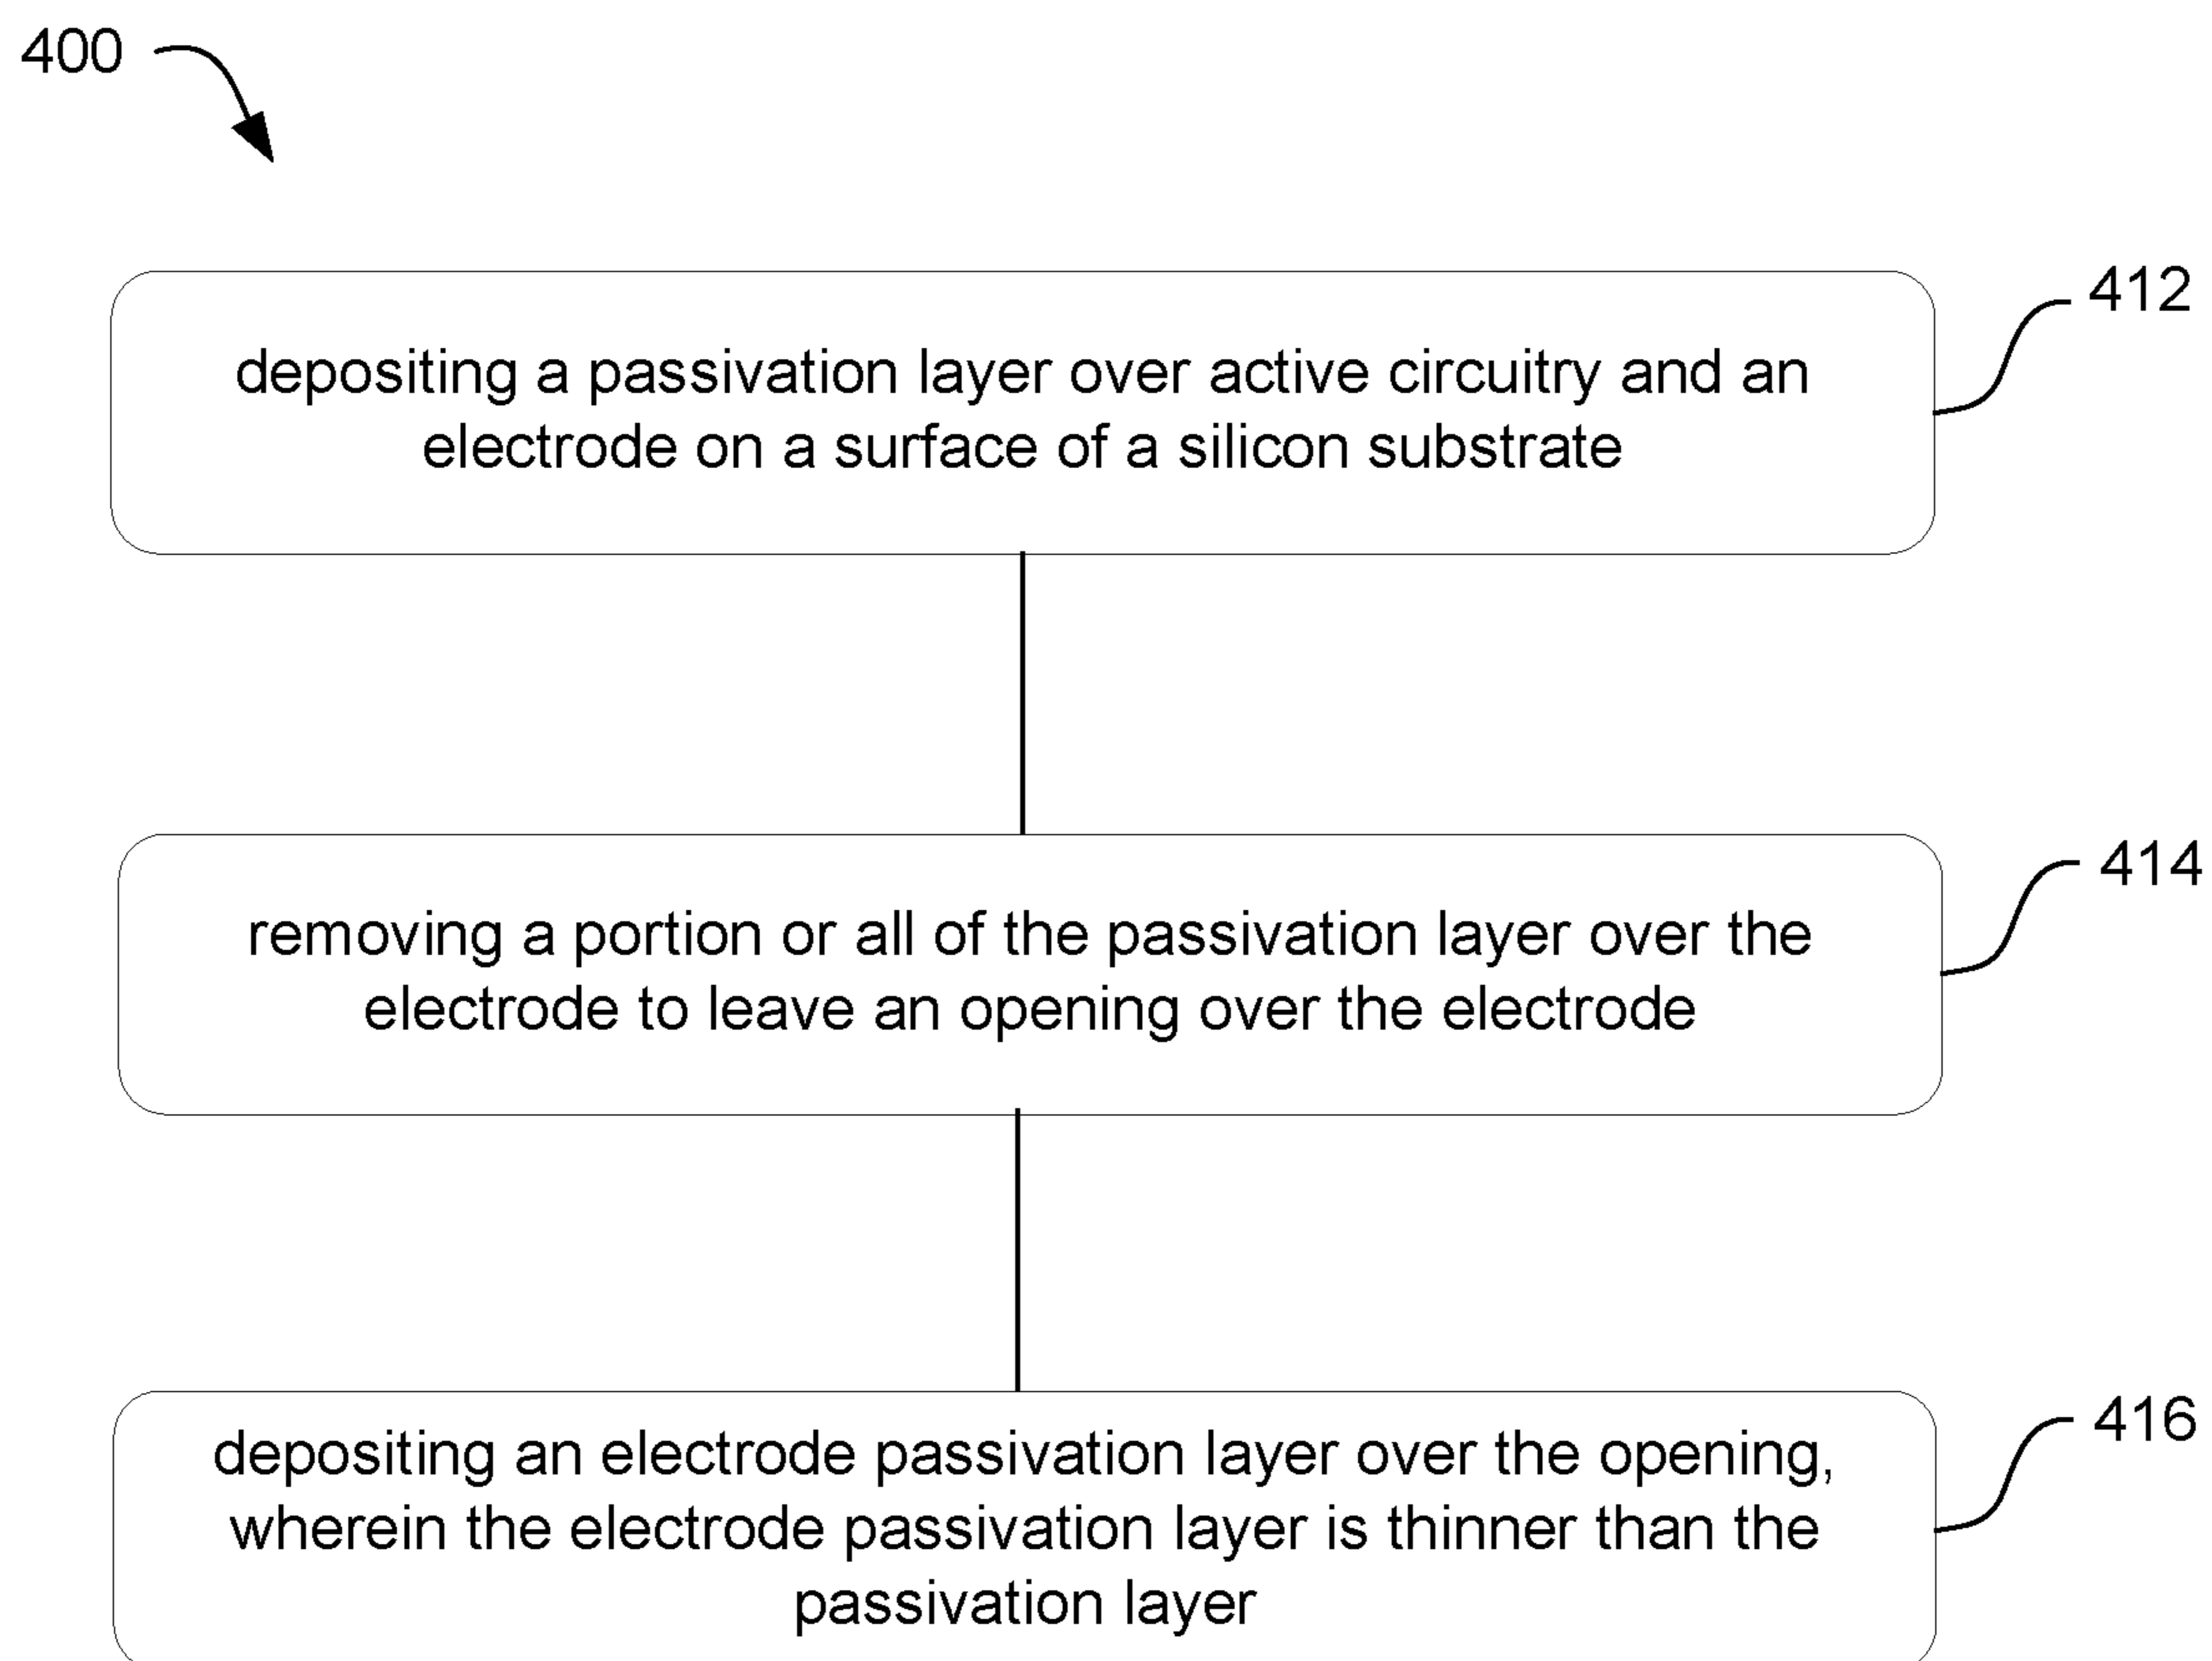 400
412
depositing a passivation layer over active circuitry and an
electrode on a surface of a silicon substrate
414
removing a portion or all of the passivation layer over the
electrode to leave an opening over the electrode
416
depositing an electrode passivation layer over the opening,
wherein the electrode passivation layer is thinner than the
passivation layer